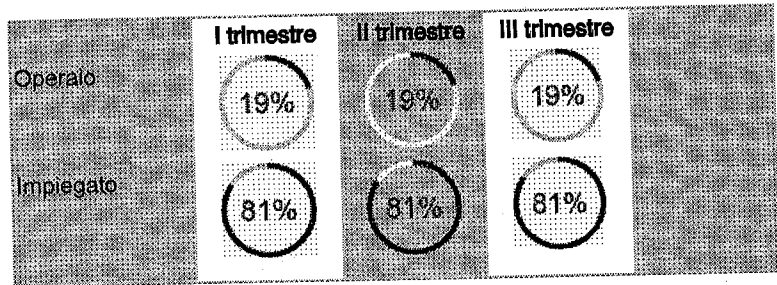 I trimestre II trimestre III trimestre
Operaio 19% 19% 19%
Impiegato 81% 81% 81%